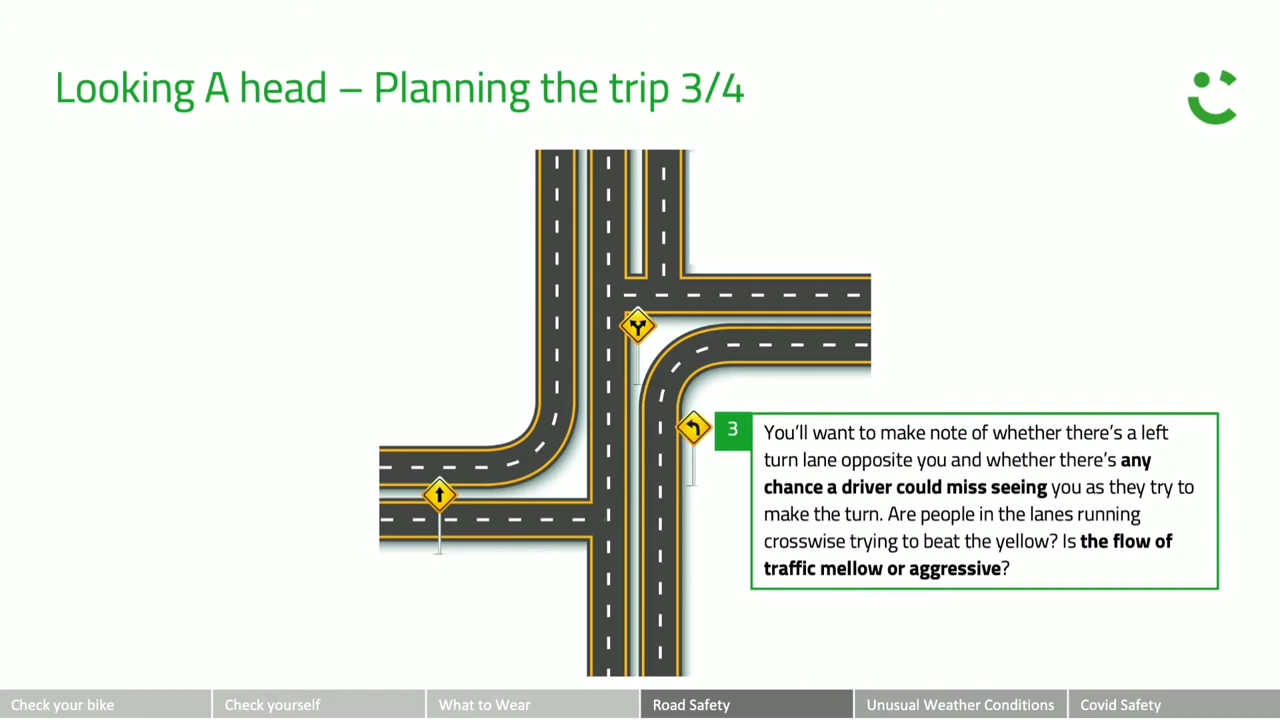 Looking A head – Planning the trip 3/4
3
You’ll want to make note of whether there’s a left
turn lane opposite you and whether there’s any
chance a driver could miss seeing you as they try to
make the turn. Are people in the lanes running
crosswise trying to beat the yellow? Is the flow of
traffic mellow or aggressive?
Check your bike
Check yourself
What to Wear
Road Safety
Unusual Weather Conditions
Covid Safety